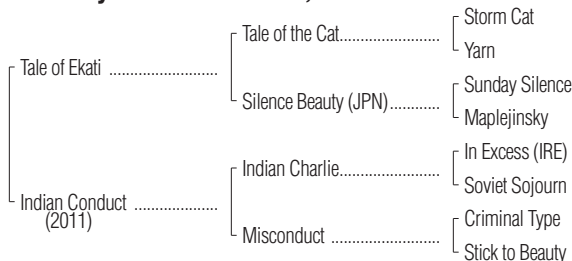 Storm Cat
Tale of the Cat....................
Yarn
Tale of Ekati ......................
Sunday Silence
Silence Beauty (JPN)...........
Maplejinsky
In Excess (IRE)
Indian Charlie......................
Soviet Sojourn
Indian Conduct .................
(2011)
Criminal Type
Misconduct ......................
Stick to Beauty